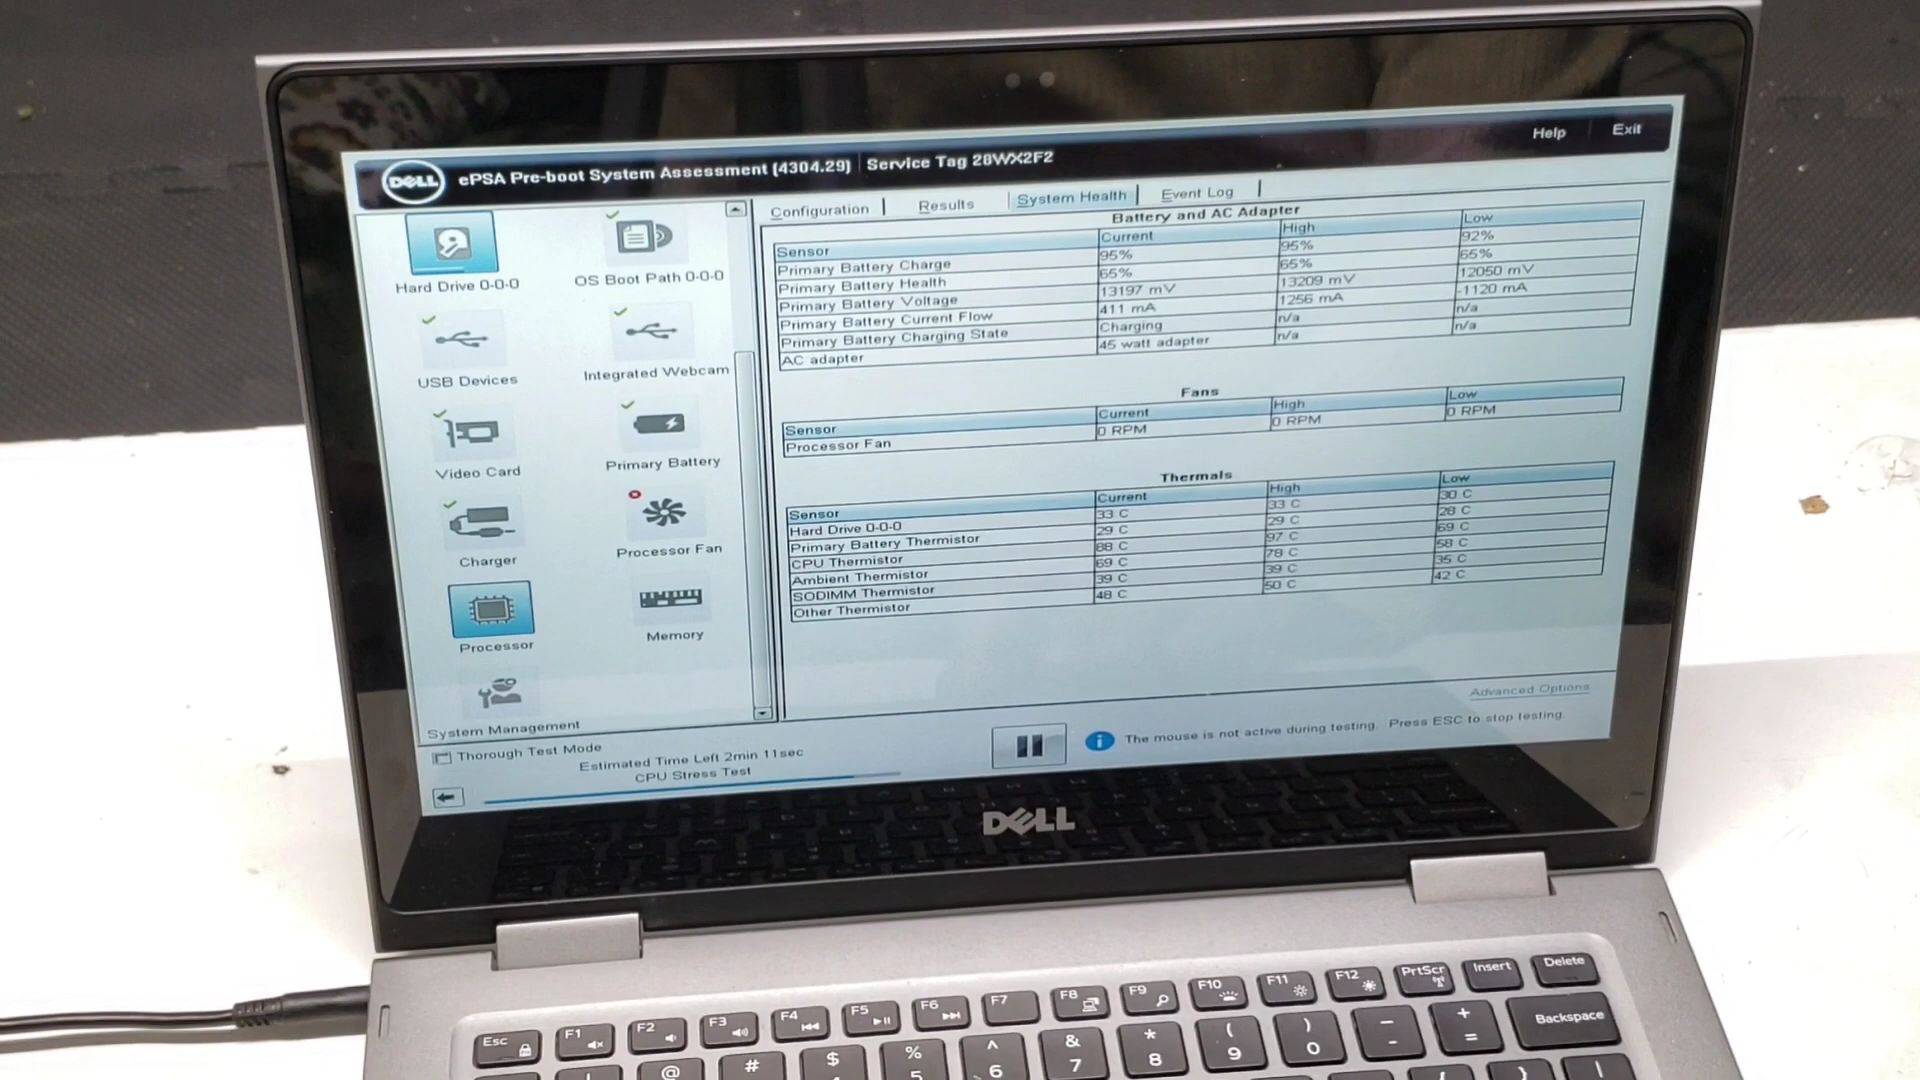 DELL ePSA Pre-boot System Assessment (4304.29) Service Tag 28WX2F2
Help Exit
Configuration Results System Health Event Log
Hard Drive 0-0-0
OS Boot Path 0-0-0
USB Devices
Integrated Webcam
Video Card
Primary Battery
Charger
Processor Fan
Processor
Memory
System Management
Battery and AC Adapter
Sensor Current High Low
Primary Battery Charge 95% 95% 92%
Primary Battery Health 65% 65% 65%
Primary Battery Voltage 13197 mV 13209 mV 12050 mV
Primary Battery Current Flow 411 mA 1256 mA -1120 mA
Primary Battery Charging State Charging n/a n/a
AC adapter 45 watt adapter n/a n/a
Fans
Sensor Current High Low
Processor Fan 0 RPM 0 RPM 0 RPM
Thermals
Sensor Current High Low
Hard Drive 0-0-0 33 C 33 C 30 C
Primary Battery Thermistor 29 C 29 C 28 C
CPU Thermistor 88 C 97 C 69 C
Ambient Thermistor 69 C 78 C 58 C
SODIMM Thermistor 39 C 39 C 35 C
Other Thermistor 48 C 50 C 42 C
Advanced Options
Thorough Test Mode
Estimated Time Left 2min 11sec
CPU Stress Test
The mouse is not active during testing. Press ESC to stop testing.
DELL
Esc F1 F2 F3 F4 F5 F6 F7 F8 F9 F10 F11 F12 PrtScr Insert Delete
@ # $ % 5 ^ 6 & 7 * 8 ( 9 ) 0 - - + = Backspace